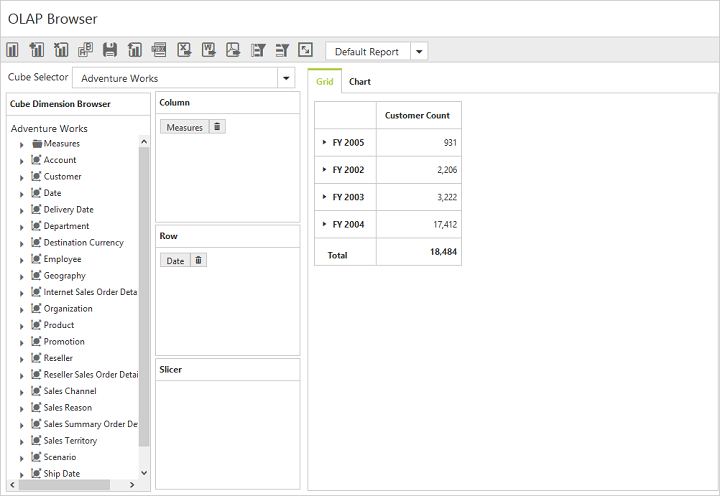 OLAP Browser
Default Report
Cube Selector
Adventure Works
Cube Dimension Browser
Adventure Works
Measures
Account
Customer
Date
Delivery Date
Department
Destination Currency
Employee
Geography
Internet Sales Order Deta
Organization
Product
Promotion
Reseller
Reseller Sales Order Detai
Sales Channel
Sales Reason
Sales Summary Order De
Sales Territory
Scenario
Ship Date
Column
Measures
Row
Date
Slicer
Grid
Chart
Customer Count
FY 2005 931
FY 2002 2,206
FY 2003 3,222
FY 2004 17,412
Total 18,484